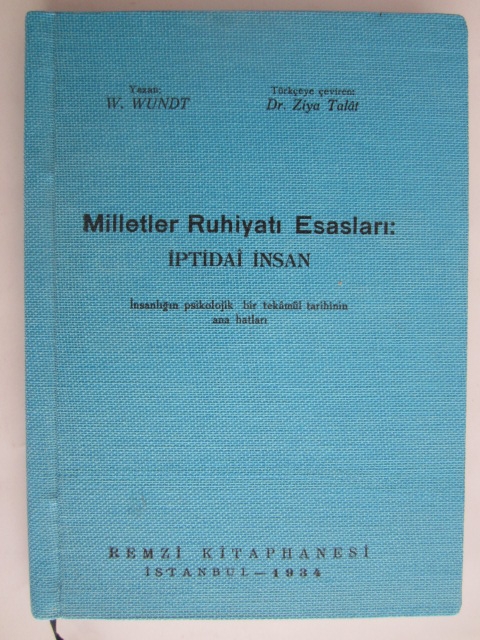 Yazan: Türkçeye çeviren:
W. WUNDT Dr. Ziya Talât
Milletler Ruhiyatı Esasları:
İPTİDAÎ İNSAN
İnsanlığın psikolojik bir tekâmül tarihinin
ana hatları
REMZİ KİTAPHANESİ
İSTANBUL — 1934